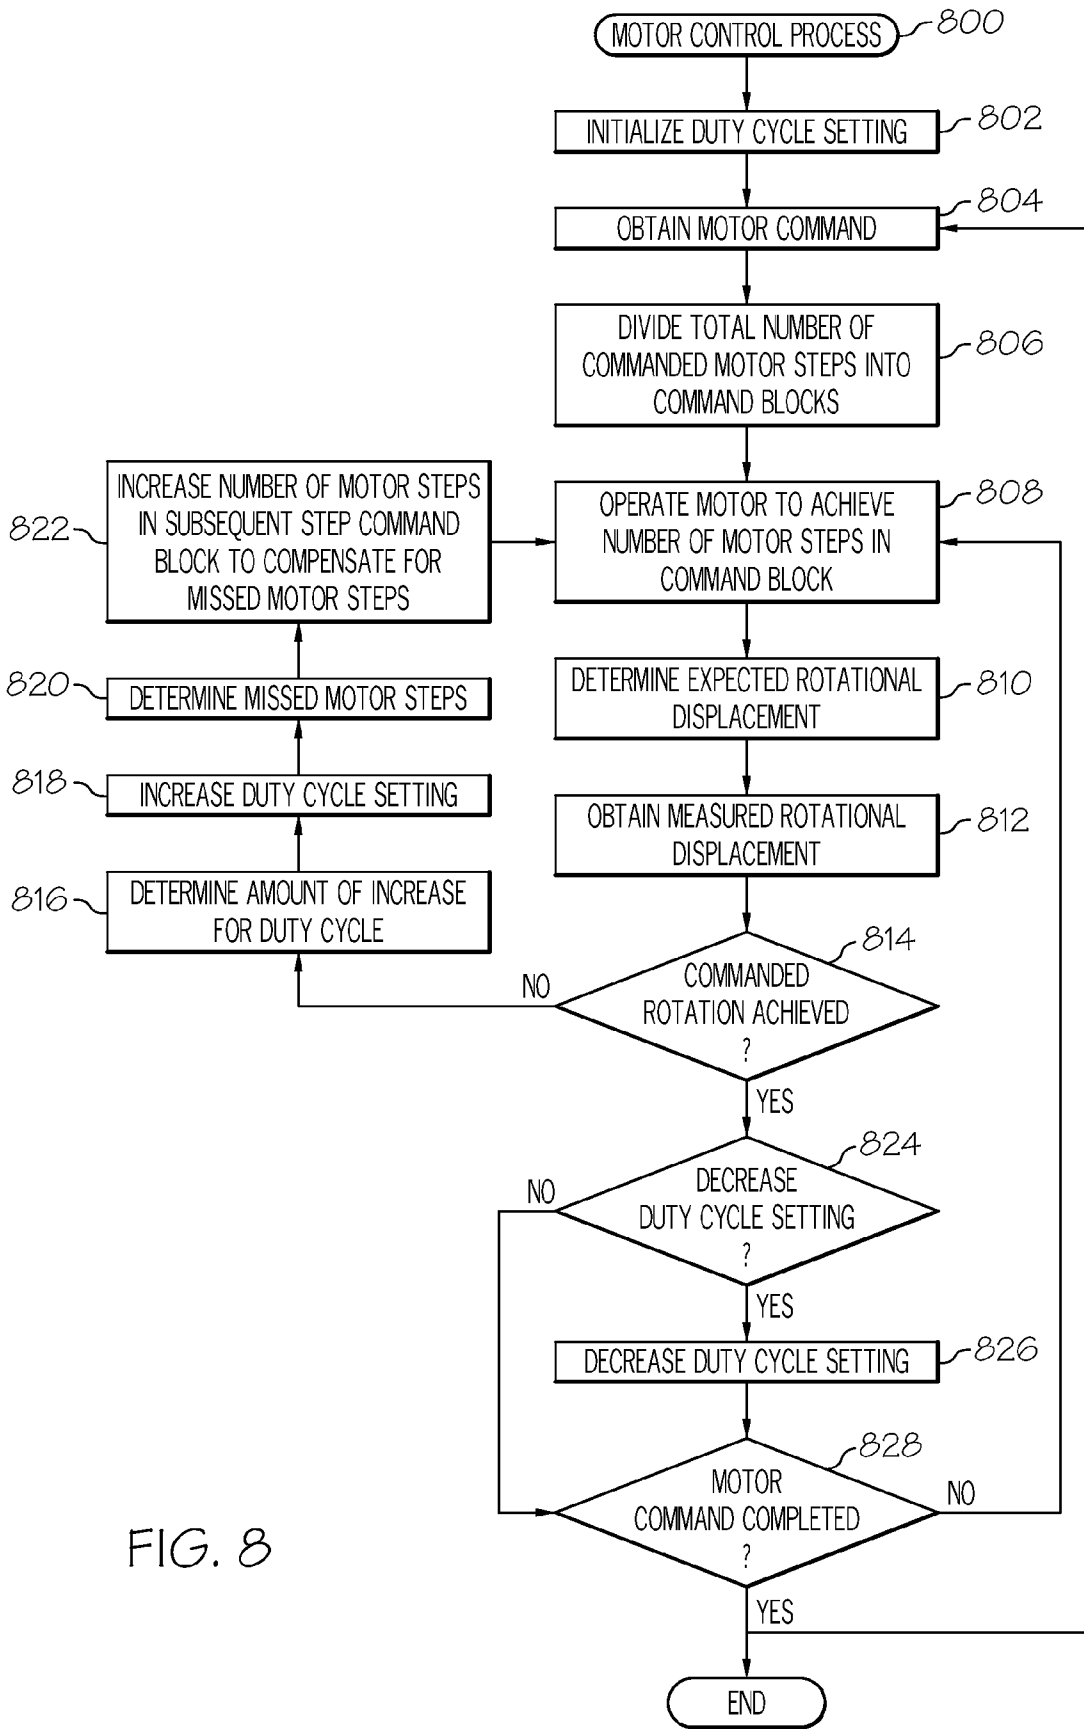 MOTOR CONTROL PROCESS
800
INITIALIZE DUTY CYCLE SETTING
802
OBTAIN MOTOR COMMAND
804
DIVIDE TOTAL NUMBER OF
COMMANDED MOTOR STEPS INTO
COMMAND BLOCKS
806
INCREASE NUMBER OF MOTOR STEPS
IN SUBSEQUENT STEP COMMAND
BLOCK TO COMPENSATE FOR
MISSED MOTOR STEPS
822
OPERATE MOTOR TO ACHIEVE
NUMBER OF MOTOR STEPS IN
COMMAND BLOCK
808
820
DETERMINE MISSED MOTOR STEPS
DETERMINE EXPECTED ROTATIONAL
DISPLACEMENT
810
818
INCREASE DUTY CYCLE SETTING
OBTAIN MEASURED ROTATIONAL
DISPLACEMENT
812
816
DETERMINE AMOUNT OF INCREASE
FOR DUTY CYCLE
814
NO
COMMANDED
ROTATION ACHIEVED
?
YES
824
NO
DECREASE
DUTY CYCLE SETTING
?
YES
DECREASE DUTY CYCLE SETTING
826
828
MOTOR
COMMAND COMPLETED
?
NO
YES
END
FIG. 8